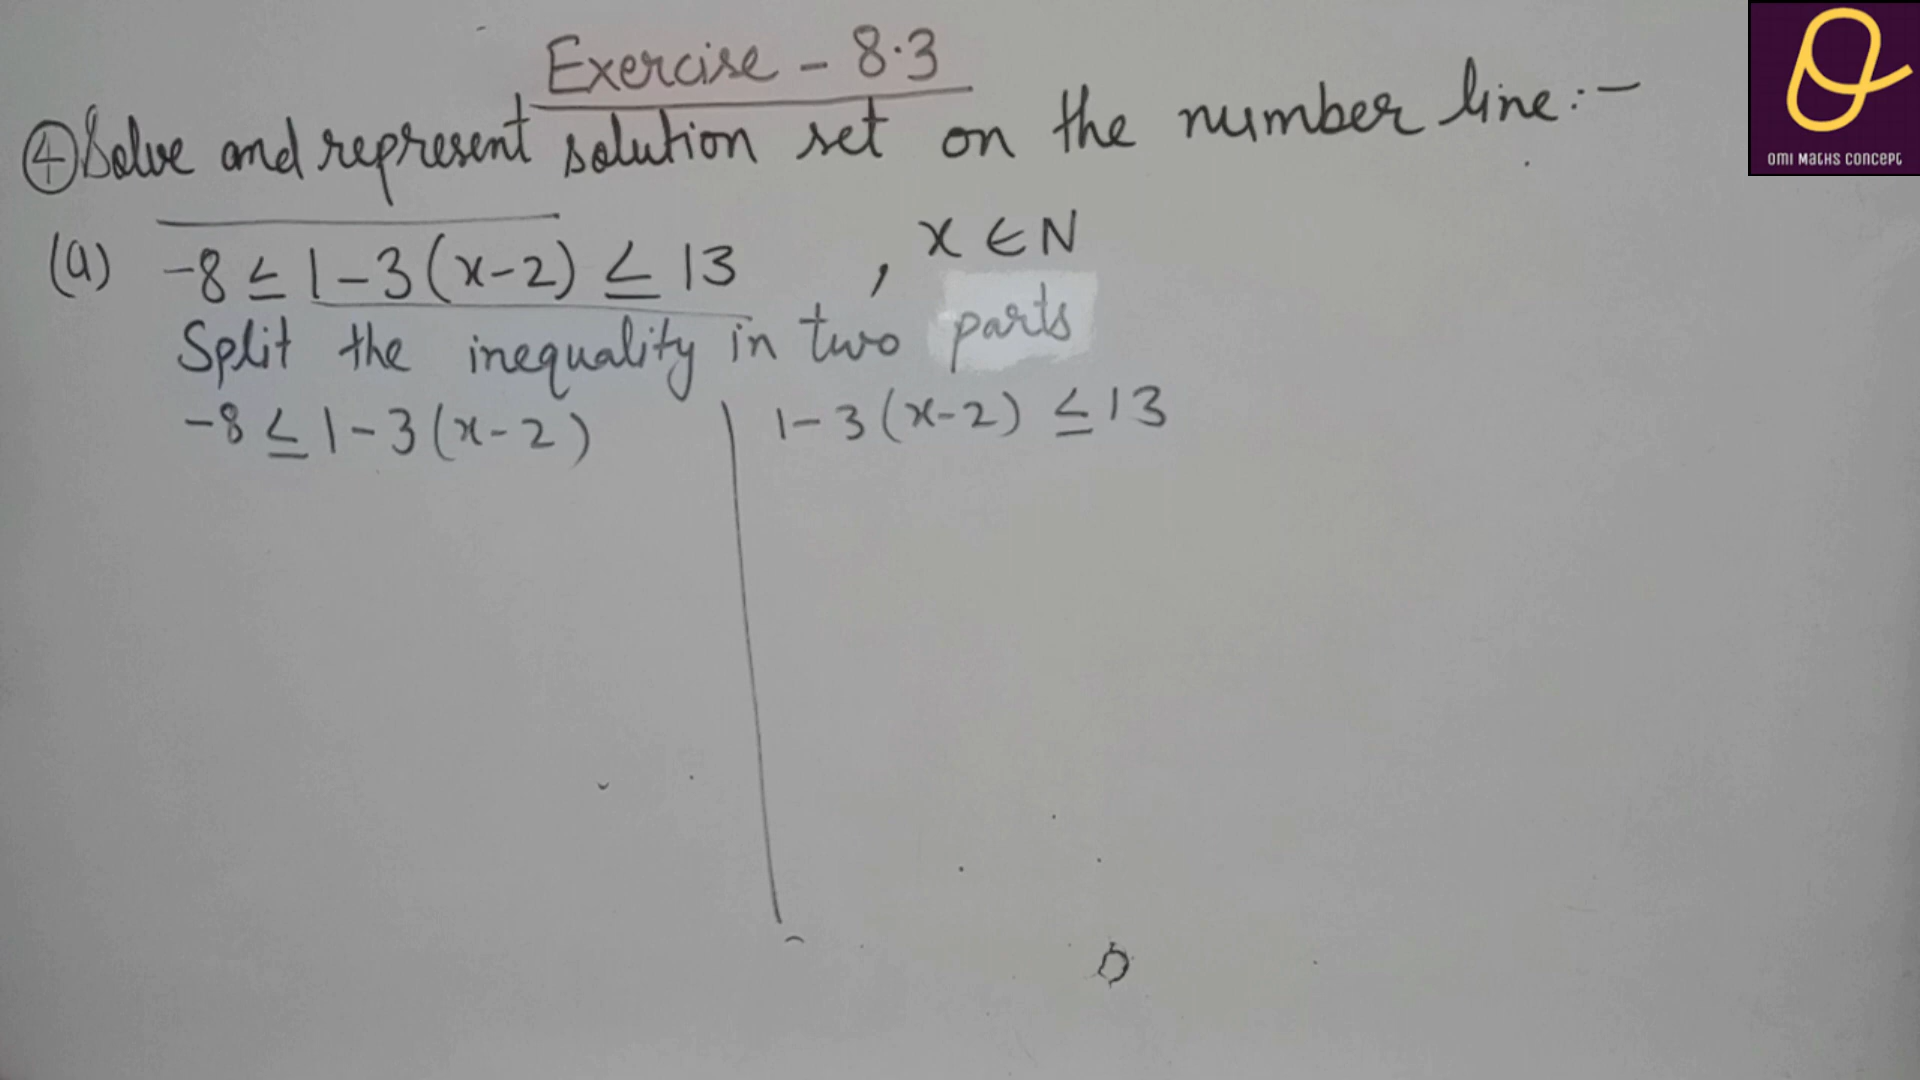 Exercise - 8.3
④ Solve and represent solution set on the number line:-
(a) -8 ≤ 1-3(x-2) ≤ 13 , x ∈ N
Split the inequality in two parts
-8 ≤ 1-3(x-2) | 1-3(x-2) ≤ 13
OMI MATHS CONCEPT